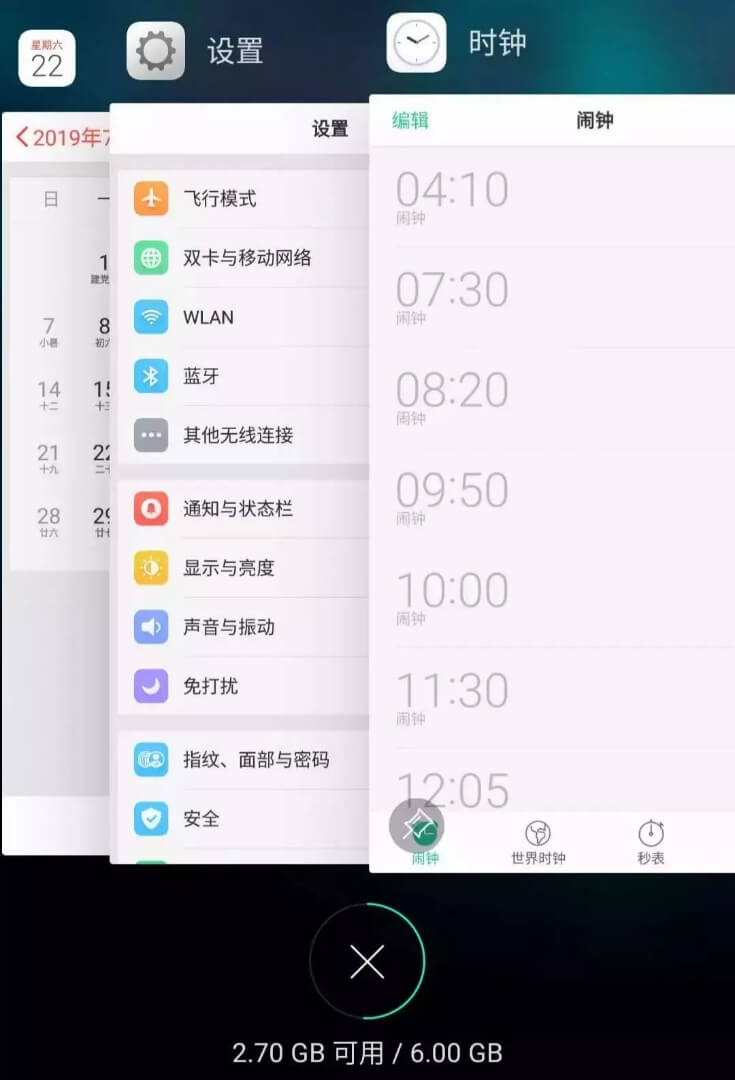 星期六
22
设置
时钟
2019年7
日 一
1
建党
7 8
小暑 初六
14 15
十二 十三
21 22
十九 二十
28 29
廿六 廿七
设置
飞行模式
双卡与移动网络
WLAN
蓝牙
其他无线连接
通知与状态栏
显示与亮度
声音与振动
免打扰
指纹、面部与密码
安全
编辑 闹钟
04:10
闹钟
07:30
闹钟
08:20
闹钟
09:50
闹钟
10:00
闹钟
11:30
闹钟
12:05
闹钟 世界时钟 秒表
2.70 GB 可用 / 6.00 GB